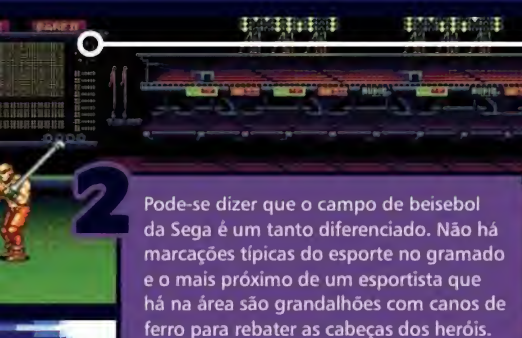 BARE K
2
Pode-se dizer que o campo de beisebol
da Sega é um tanto diferenciado. Não há
marcações típicas do esporte no gramado
e o mais próximo de um esportista que
há na área são grandalhões com canos de
ferro para rebater as cabeças dos heróis.